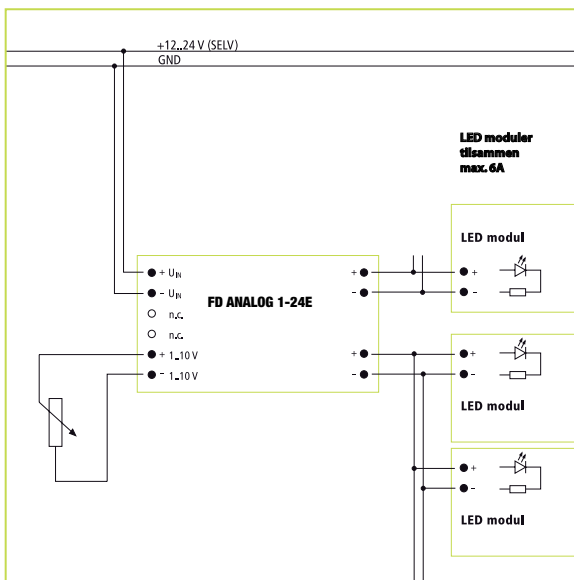 +12..24 V (SELV)
GND
LED moduler
tilsammen
max. 6A
LED modul
+
-
FD ANALOG 1-24E
+ UIN
- UIN
n.c.
n.c.
+ 1..10 V
- 1..10 V
+
-
+
-
+
-
LED modul
+
-
LED modul